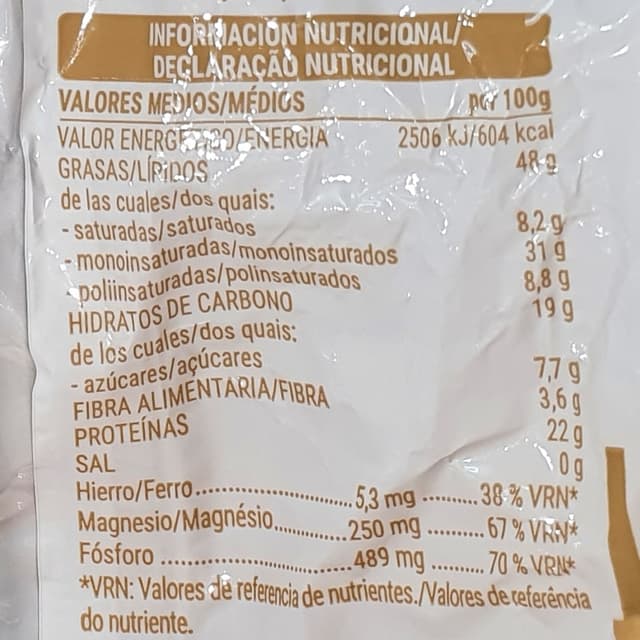 INFORMACIÓN NUTRICIONAL/
DECLARAÇÃO NUTRICIONAL
VALORES MEDIOS/MÉDIOS por 100g
VALOR ENERGÉTICO/ENERGIA 2506 kJ/604 kcal
GRASAS/LÍPIDOS 48 g
de las cuales/dos quais:
- saturadas/saturados 8,2 g
- monoinsaturadas/monoinsaturados 31 g
- poliinsaturadas/polinsaturados 8,8 g
HIDRATOS DE CARBONO 19 g
de los cuales/dos quais:
- azúcares/açúcares 7,7 g
FIBRA ALIMENTARIA/FIBRA 3,6 g
PROTEÍNAS 22 g
SAL 0 g
Hierro/Ferro.................5,3 mg.........38 % VRN*
Magnesio/Magnésio.............250 mg.........67 % VRN*
Fósforo.......................489 mg.........70 % VRN*
*VRN: Valores de referencia de nutrientes./Valores de referência
do nutriente.